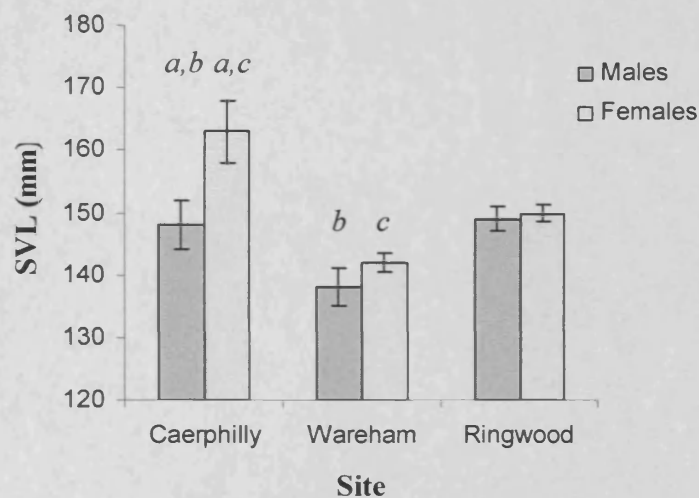 180
170
160
150
140
130
120
SVL (mm)
a,b a,c
b c
Males
Females
Caerphilly Wareham Ringwood
Site